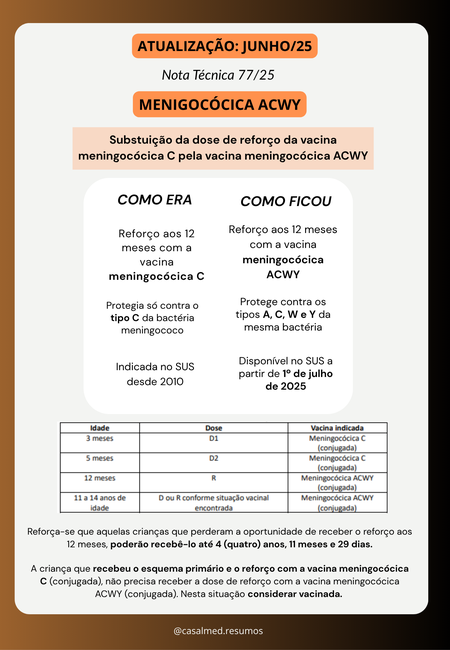 ATUALIZAÇÃO: JUNHO/25
Nota Técnica 77/25
MENIGOCÓCICA ACWY
Substuição da dose de reforço da vacina
meningocócica C pela vacina meningocócica ACWY
COMO ERA
Reforço aos 12
meses com a
vacina
meningocócica C
Protegia só contra o
tipo C da bactéria
meningococo
Indicada no SUS
desde 2010
COMO FICOU
Reforço aos 12 meses
com a vacina
meningocócica
ACWY
Protege contra os
tipos A, C, W e Y da
mesma bactéria
Disponível no SUS a
partir de 1º de julho
de 2025
Idade Dose Vacina indicada
3 meses D1 Meningocócica C
(conjugada)
5 meses D2 Meningocócica C
(conjugada)
12 meses R Meningocócica ACWY
(conjugada)
11 a 14 anos de D ou R conforme situação vacinal Meningocócica ACWY
idade encontrada (conjugada)
Reforça-se que aquelas crianças que perderam a oportunidade de receber o reforço aos
12 meses, poderão recebê-lo até 4 (quatro) anos, 11 meses e 29 dias.
A criança que recebeu o esquema primário e o reforço com a vacina meningocócica
C (conjugada), não precisa receber a dose de reforço com a vacina meningocócica
ACWY (conjugada). Nesta situação considerar vacinada.
@casalmed.resumos